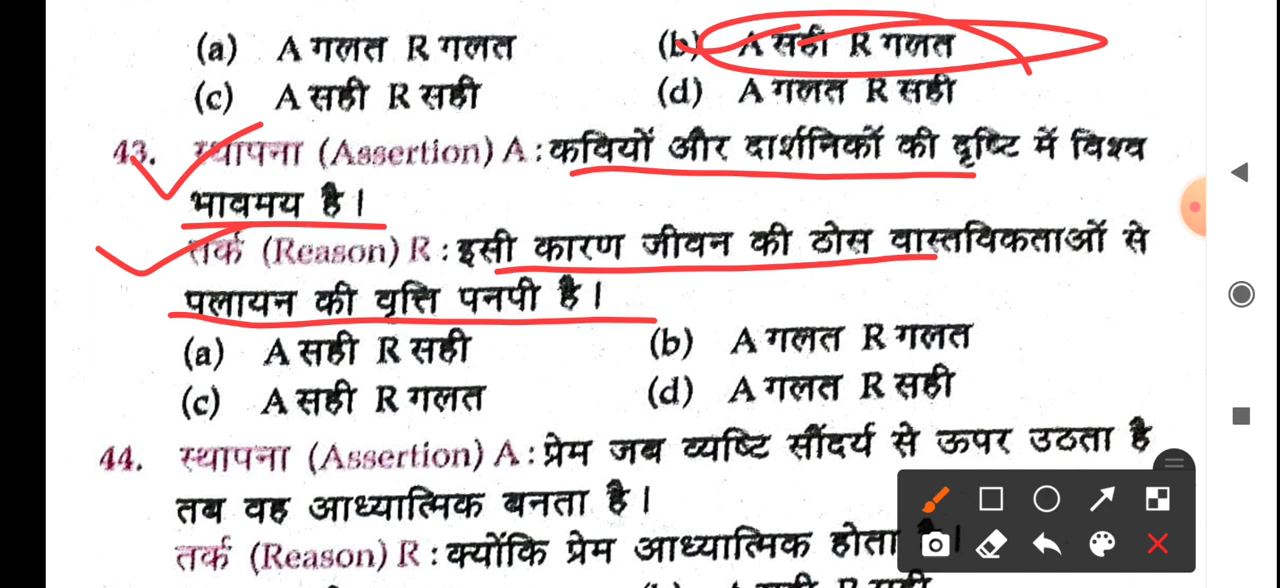 (a) A गलत R गलत (b) A सही R गलत
(c) A सही R सही (d) A गलत R सही
43. स्थापना (Assertion) A : कवियों और दार्शनिकों की दृष्टि में विश्व
भावमय है ।
तर्क (Reason) R : इसी कारण जीवन की ठोस वास्तविकताओं से
पलायन की वृत्ति पनपी है ।
(a) A सही R सही (b) A गलत R गलत
(c) A सही R गलत (d) A गलत R सही
44. स्थापना (Assertion) A : प्रेम जब व्यष्टि सौंदर्य से ऊपर उठता है
तब वह आध्यात्मिक बनता है ।
तर्क (Reason) R : क्योंकि प्रेम आध्यात्मिक होता